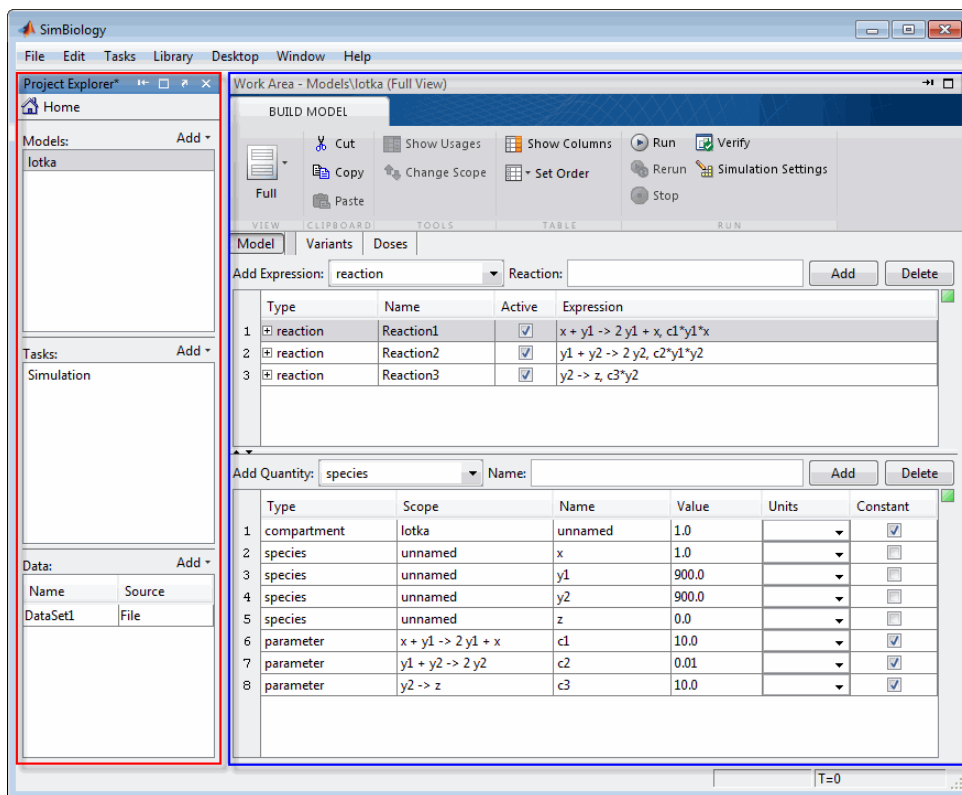 SimBiology
File Edit Tasks Library Desktop Window Help
Project Explorer*
Home
Models: Add
lotka
Tasks: Add
Simulation
Data: Add
Name Source
DataSet1 File
Work Area - Models\lotka (Full View)
BUILD MODEL
Full
VIEW
Cut
Copy
Paste
CLIPBOARD
Show Usages
Change Scope
TOOLS
Show Columns
Set Order
TABLE
Run Verify
Rerun Simulation Settings
Stop
RUN
Model Variants Doses
Add Expression: reaction Reaction: Add Delete
Type Name Active Expression
1 reaction Reaction1 x + y1 -> 2 y1 + x, c1*y1*x
2 reaction Reaction2 y1 + y2 -> 2 y2, c2*y1*y2
3 reaction Reaction3 y2 -> z, c3*y2
Add Quantity: species Name: Add Delete
Type Scope Name Value Units Constant
1 compartment lotka unnamed 1.0
2 species unnamed x 1.0
3 species unnamed y1 900.0
4 species unnamed y2 900.0
5 species unnamed z 0.0
6 parameter x + y1 -> 2 y1 + x c1 10.0
7 parameter y1 + y2 -> 2 y2 c2 0.01
8 parameter y2 -> z c3 10.0
T=0